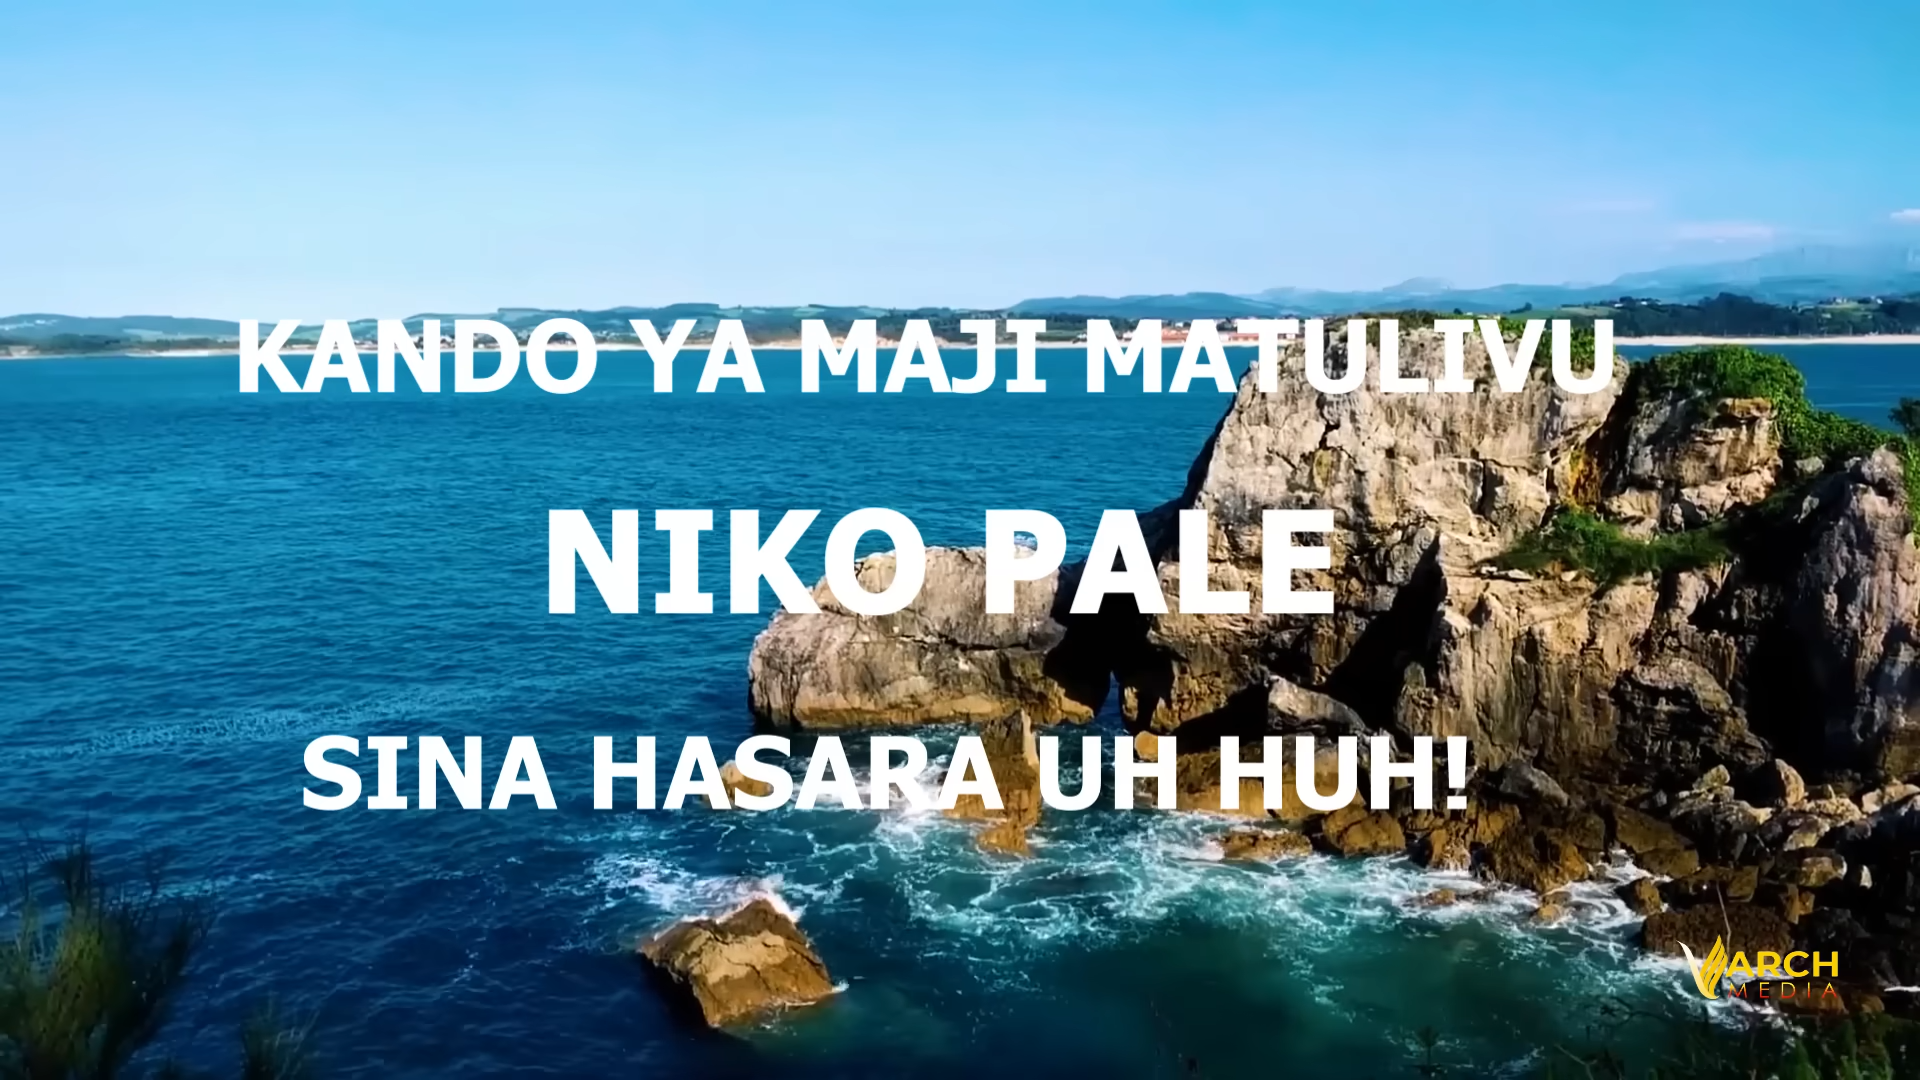 KANDO YA MAJI MATULIVU
NIKO PALE
SINA HASARA UH HUH!
ARCH
MEDIA